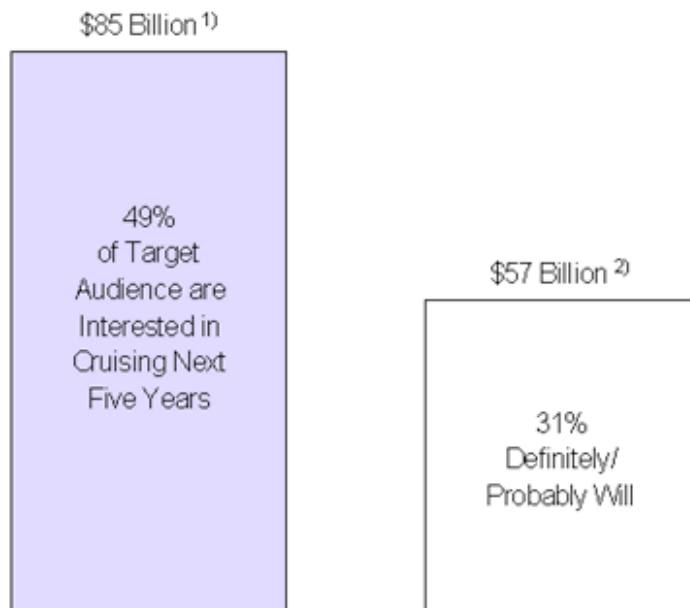 $85 Billion 1)
49%
of Target
Audience are
Interested in
Cruising Next
Five Years
$57 Billion 2)
31%
Definitely/
Probably Will